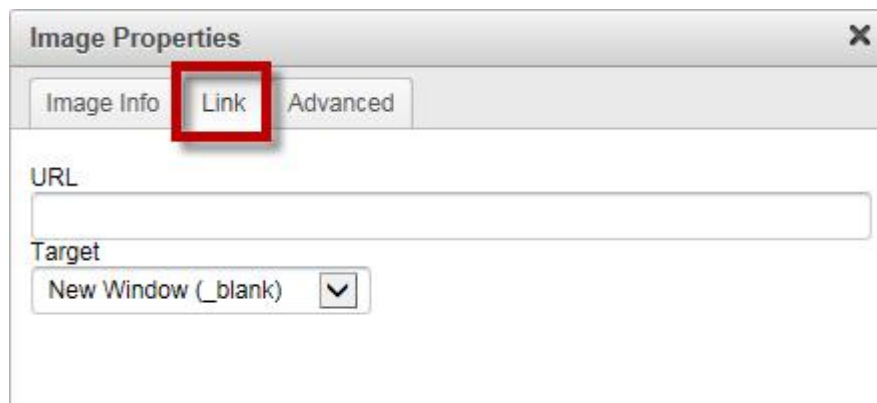 Image Properties
Image Info Link Advanced
URL
Target
New Window (_blank)